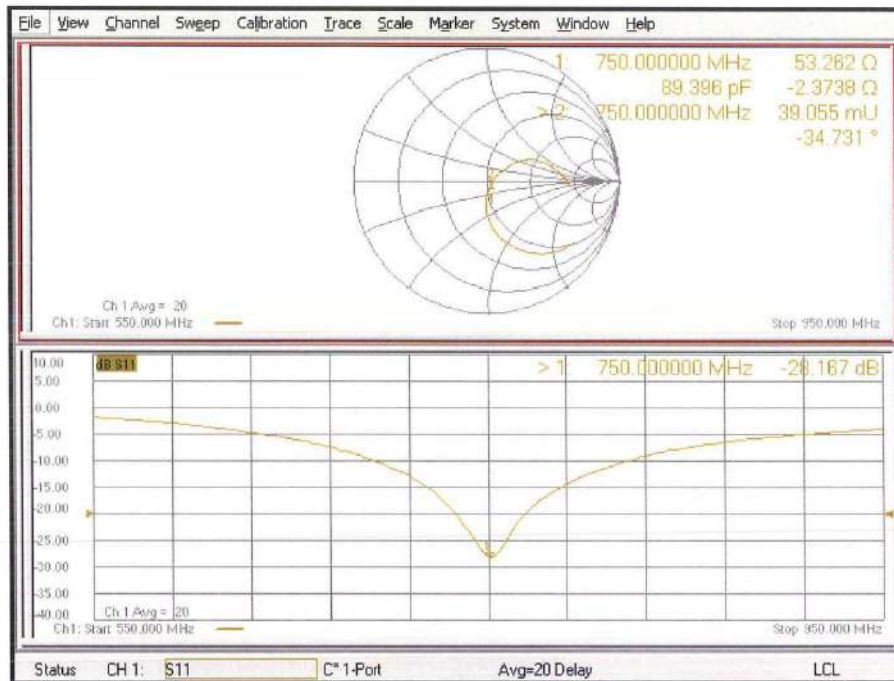 File View Channel Sweep Calibration Trace Scale Marker System Window Help
1 750.000000 MHz 53.262 Ω
89.396 pF -2.3738 Ω
> 2 750.000000 MHz 39.055 mU
-34.731 °
Ch 1 Avg = 20
Ch1: Start 550.000 MHz
Stop 950.000 MHz
10.00
dB S11
> 1 750.000000 MHz -28.167 dB
5.00
0.00
-5.00
-10.00
-15.00
-20.00
-25.00
-30.00
-35.00
-40.00
Ch 1 Avg = 20
Ch1: Start 550.000 MHz
Stop 950.000 MHz
Status CH 1: S11 C* 1-Port Avg=20 Delay LCL